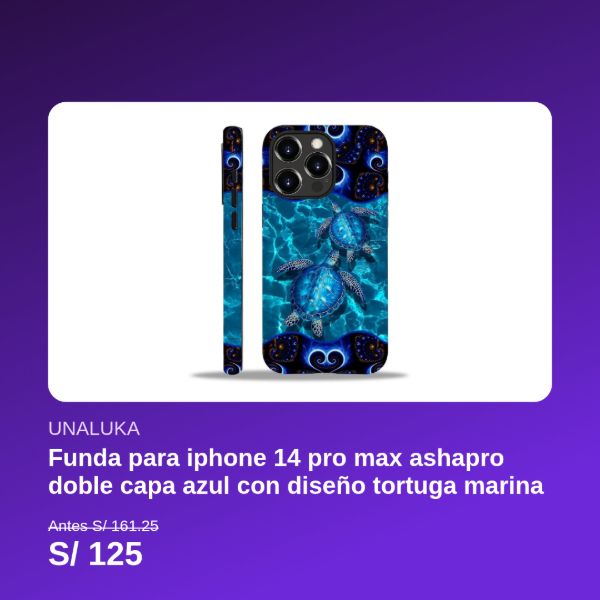 UNALUKA
Funda para iphone 14 pro max ashapro
doble capa azul con diseño tortuga marina
Antes S/ 161.25
S/ 125